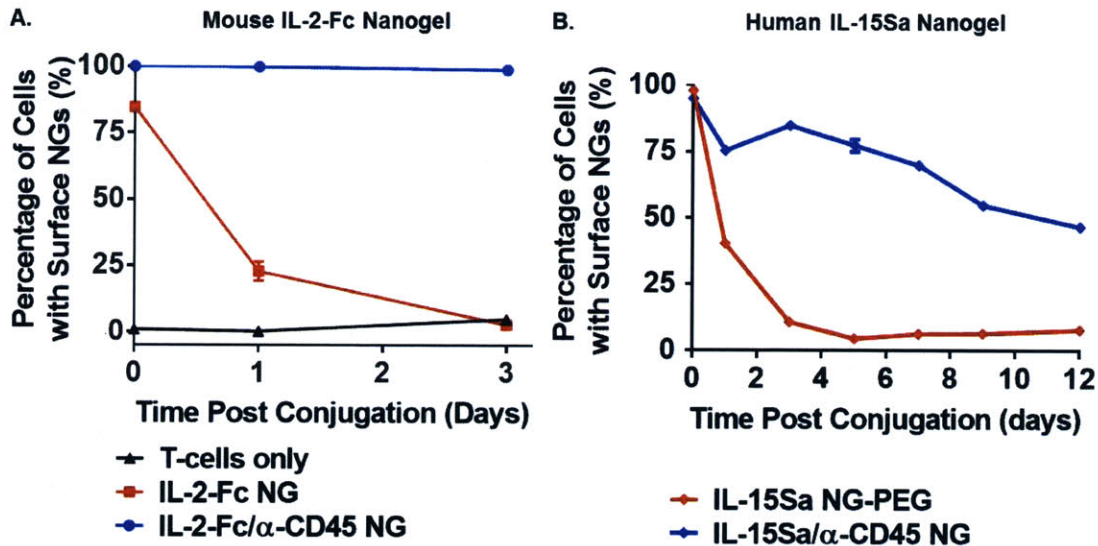 A.
Mouse IL-2-Fc Nanogel
Percentage of Cells
with Surface NGs (%)
100
75
50
25
0
0
1
2
3
Time Post Conjugation (Days)
T-cells only
IL-2-Fc NG
IL-2-Fc/α-CD45 NG
B.
Human IL-15Sa Nanogel
Percentage of Cells
with Surface NGs (%)
100
75
50
25
0
0
2
4
6
8
10
12
Time Post Conjugation (days)
IL-15Sa NG-PEG
IL-15Sa/α-CD45 NG